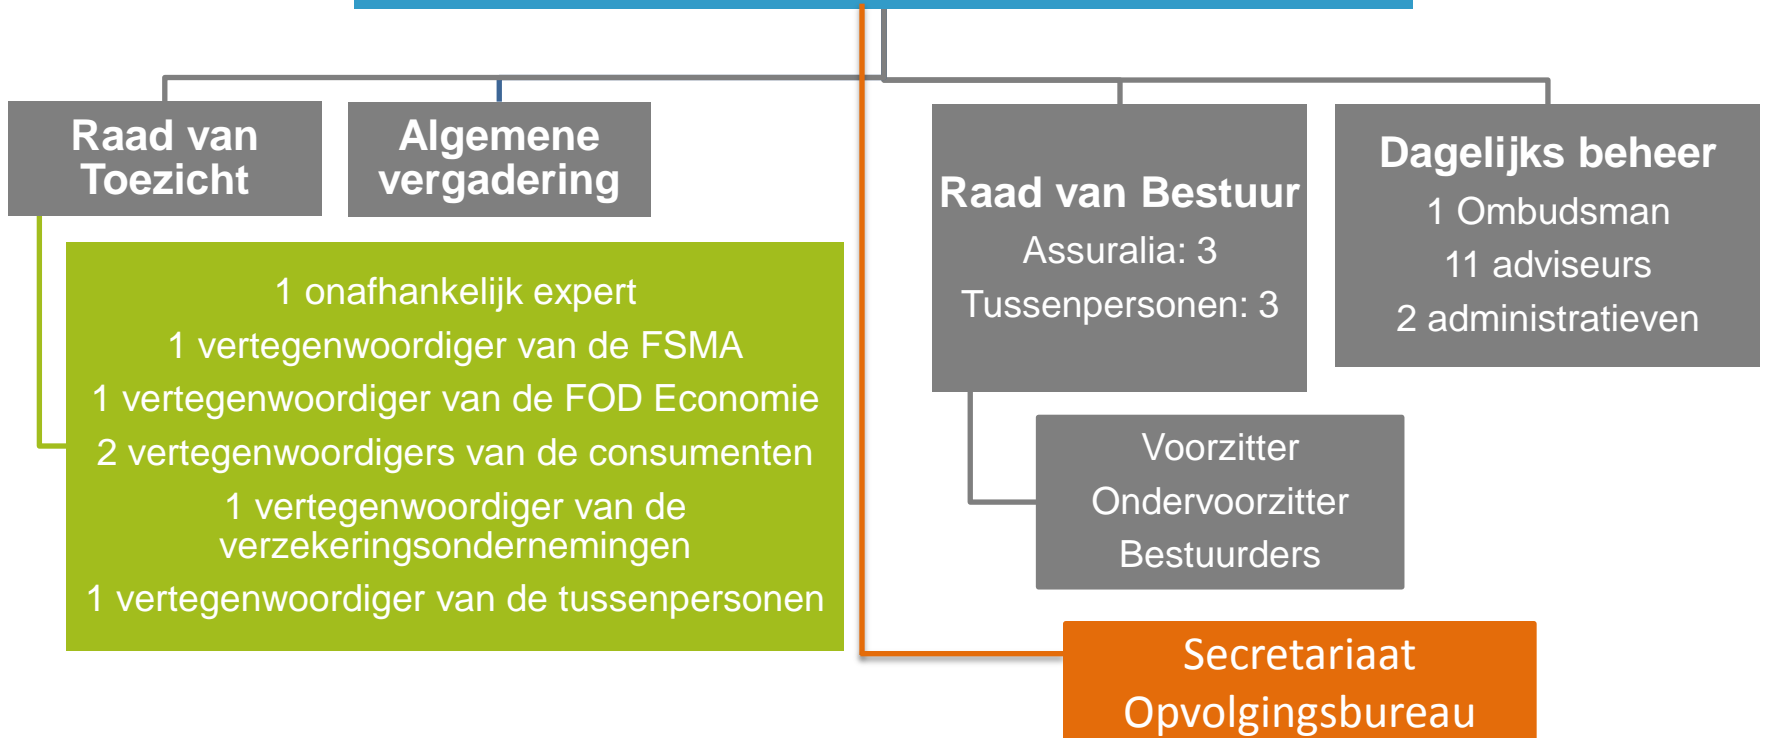 Raad van
Toezicht
Algemene
vergadering
Raad van Bestuur
Assuralia: 3
Tussenpersonen: 3
Dagelijks beheer
1 Ombudsman
11 adviseurs
2 administratieven
1 onafhankelijk expert
1 vertegenwoordiger van de FSMA
1 vertegenwoordiger van de FOD Economie
2 vertegenwoordigers van de consumenten
1 vertegenwoordiger van de
verzekeringsondernemingen
1 vertegenwoordiger van de tussenpersonen
Voorzitter
Ondervoorzitter
Bestuurders
Secretariaat
Opvolgingsbureau